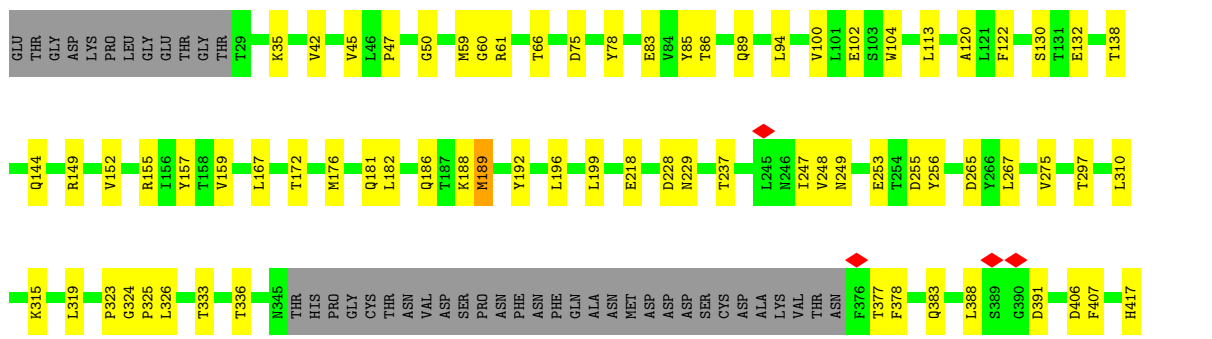 GLU THR GLY ASP LYS PRO LEU GLY GLU THR GLY THR T29 K35 V42 V45 L46 P47 G50 M59 G60 R61 T66 D75 Y78 E83 V84 Y85 T86 Q89 L94 V100 L101 E102 S103 W104 L113 A120 L121 F122 S130 T131 E132 T138
Q144 R149 V152 R155 I156 Y157 T158 V159 L167 T172 M176 Q181 L182 Q186 T187 K188 M189 Y192 L196 L199 E218 D228 N229 T237 L245 N246 I247 V248 N249 E253 T254 D255 Y256 D265 Y266 L267 V275 T297 L310
K315 L319 P323 G324 P325 L326 T333 T336 N345 THR HIS PRO GLY CYS THR ASN VAL ASP SER PRO ASN PHE ASN PHE GLN ALA ASN MET ASP ASP ASP SER CYS ASP ALA LYS VAL THR ASN F376 T377 F378 Q383 L388 S389 G390 D391 D406 F407 H417